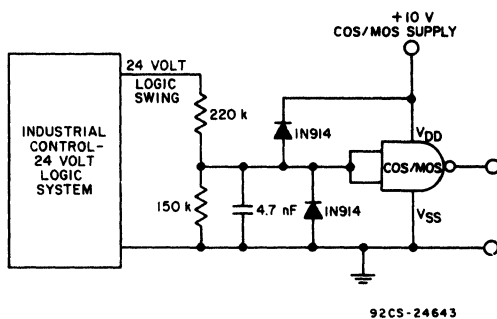 +10 V
COS/MOS SUPPLY
24 VOLT
LOGIC
SWING
220 k
1N914
VDD
INDUSTRIAL
CONTROL-
24 VOLT
LOGIC
SYSTEM
COS/MOS
150 k
4.7 nF
1N914
VSS
92CS-24643